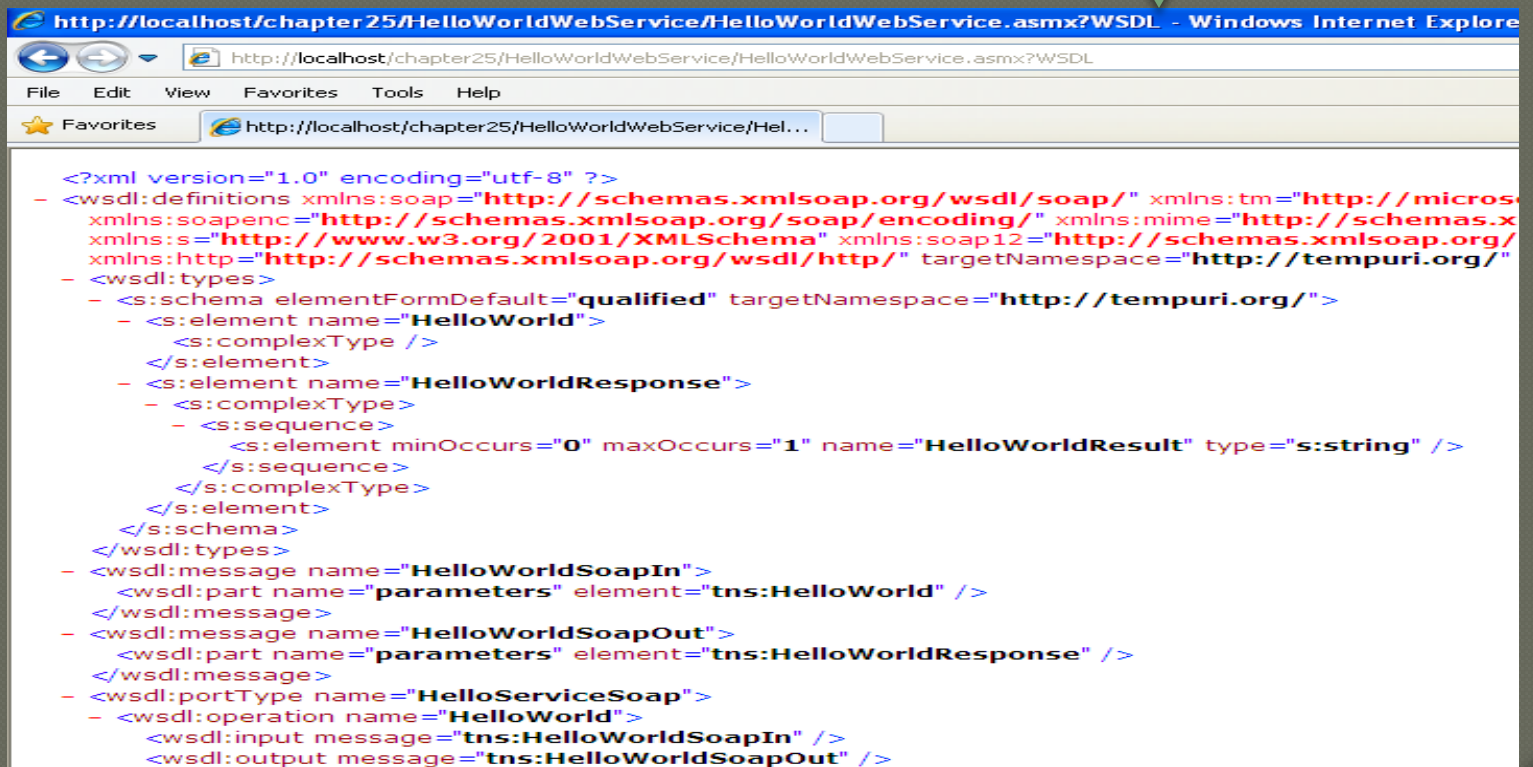 http://localhost/chapter25/HelloWorldWebService/HelloWorldWebService.asmx?WSDL - Windows Internet Explore
http://localhost/chapter25/HelloWorldWebService/HelloWorldWebService.asmx?WSDL
File Edit View Favorites Tools Help
Favorites http://localhost/chapter25/HelloWorldWebService/Hel...
<?xml version="1.0" encoding="utf-8" ?>
- <wsdl:definitions xmlns:soap="http://schemas.xmlsoap.org/wsdl/soap/" xmlns:tm="http://micros
xmlns:soapenc="http://schemas.xmlsoap.org/soap/encoding/" xmlns:mime="http://schemas.x
xmlns:s="http://www.w3.org/2001/XMLSchema" xmlns:soap12="http://schemas.xmlsoap.org/
xmlns:http="http://schemas.xmlsoap.org/wsdl/http/" targetNamespace="http://tempuri.org/"
- <wsdl:types>
- <s:schema elementFormDefault="qualified" targetNamespace="http://tempuri.org/">
- <s:element name="HelloWorld">
<s:complexType />
</s:element>
- <s:element name="HelloWorldResponse">
- <s:complexType>
- <s:sequence>
<s:element minOccurs="0" maxOccurs="1" name="HelloWorldResult" type="s:string" />
</s:sequence>
</s:complexType>
</s:element>
</s:schema>
</wsdl:types>
- <wsdl:message name="HelloWorldSoapIn">
<wsdl:part name="parameters" element="tns:HelloWorld" />
</wsdl:message>
- <wsdl:message name="HelloWorldSoapOut">
<wsdl:part name="parameters" element="tns:HelloWorldResponse" />
</wsdl:message>
- <wsdl:portType name="HelloServiceSoap">
- <wsdl:operation name="HelloWorld">
<wsdl:input message="tns:HelloWorldSoapIn" />
<wsdl:output message="tns:HelloWorldSoapOut" />